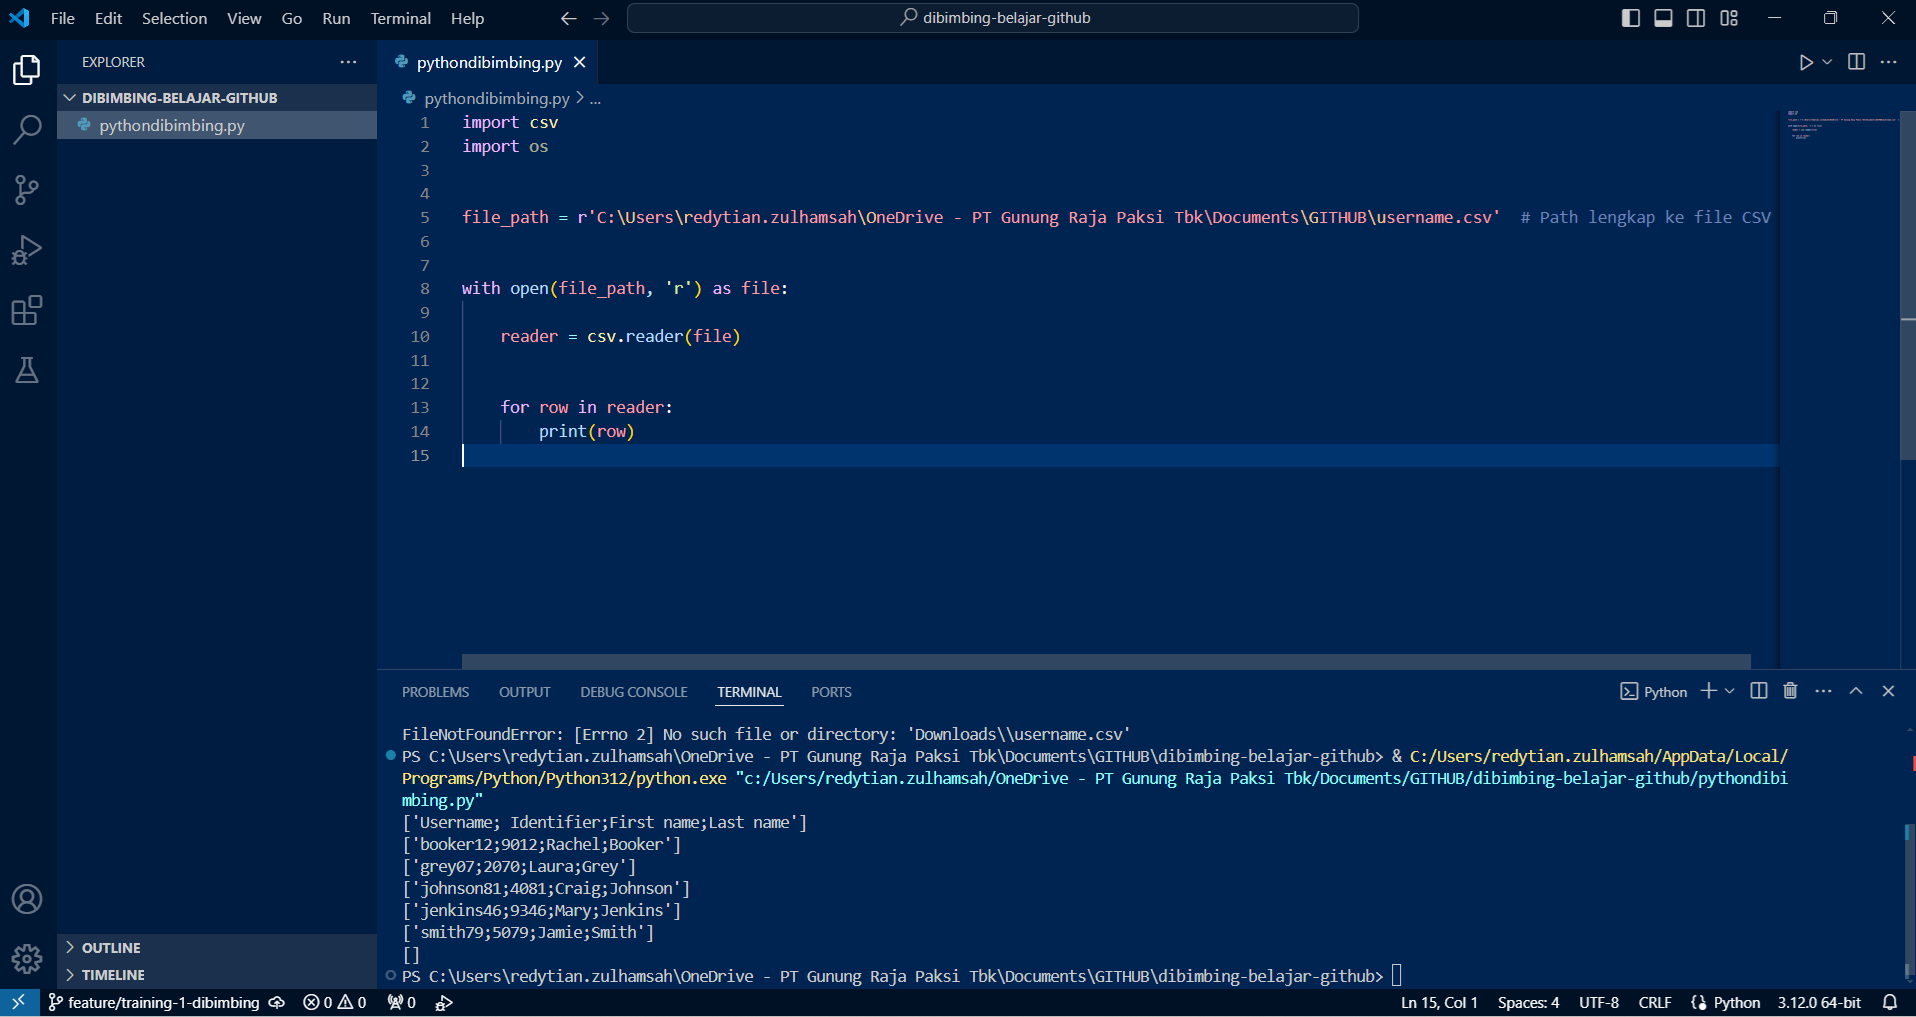 File Edit Selection View Go Run Terminal Help
dibimbing-belajar-github
EXPLORER
DIBIMBING-BELAJAR-GITHUB
pythondibimbing.py
OUTLINE
TIMELINE
pythondibimbing.py
pythondibimbing.py > ...
1 import csv
2 import os
3
4
5 file_path = r'C:\Users\redytian.zulhamsah\OneDrive - PT Gunung Raja Paksi Tbk\Documents\GITHUB\username.csv'  # Path lengkap ke file CSV
6
7
8 with open(file_path, 'r') as file:
9
10     reader = csv.reader(file)
11
12
13     for row in reader:
14         print(row)
15
PROBLEMS OUTPUT DEBUG CONSOLE TERMINAL PORTS
Python
FileNotFoundError: [Errno 2] No such file or directory: 'Downloads\\username.csv'
PS C:\Users\redytian.zulhamsah\OneDrive - PT Gunung Raja Paksi Tbk\Documents\GITHUB\dibimbing-belajar-github> & C:/Users/redytian.zulhamsah/AppData/Local/
Programs/Python/Python312/python.exe "c:/Users/redytian.zulhamsah/OneDrive - PT Gunung Raja Paksi Tbk/Documents/GITHUB/dibimbing-belajar-github/pythondibi
mbing.py"
['Username; Identifier;First name;Last name']
['booker12;9012;Rachel;Booker']
['grey07;2070;Laura;Grey']
['johnson81;4081;Craig;Johnson']
['jenkins46;9346;Mary;Jenkins']
['smith79;5079;Jamie;Smith']
[]
PS C:\Users\redytian.zulhamsah\OneDrive - PT Gunung Raja Paksi Tbk\Documents\GITHUB\dibimbing-belajar-github>
feature/training-1-dibimbing 0 0 0 Ln 15, Col 1 Spaces: 4 UTF-8 CRLF Python 3.12.0 64-bit